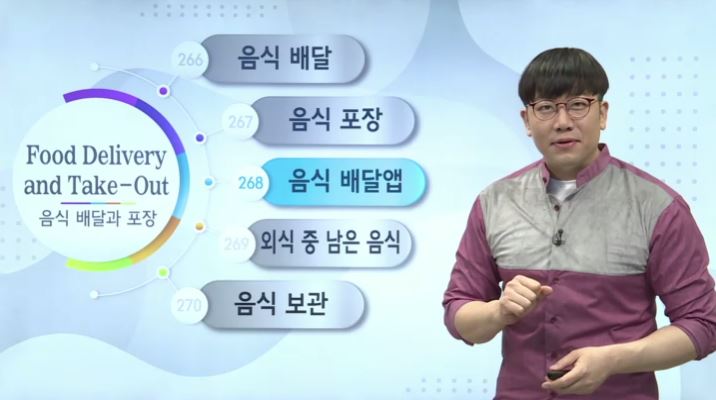 Food Delivery
and Take-Out
음식 배달과 포장
266 음식 배달
267 음식 포장
268 음식 배달앱
269 외식 중 남은 음식
270 음식 보관